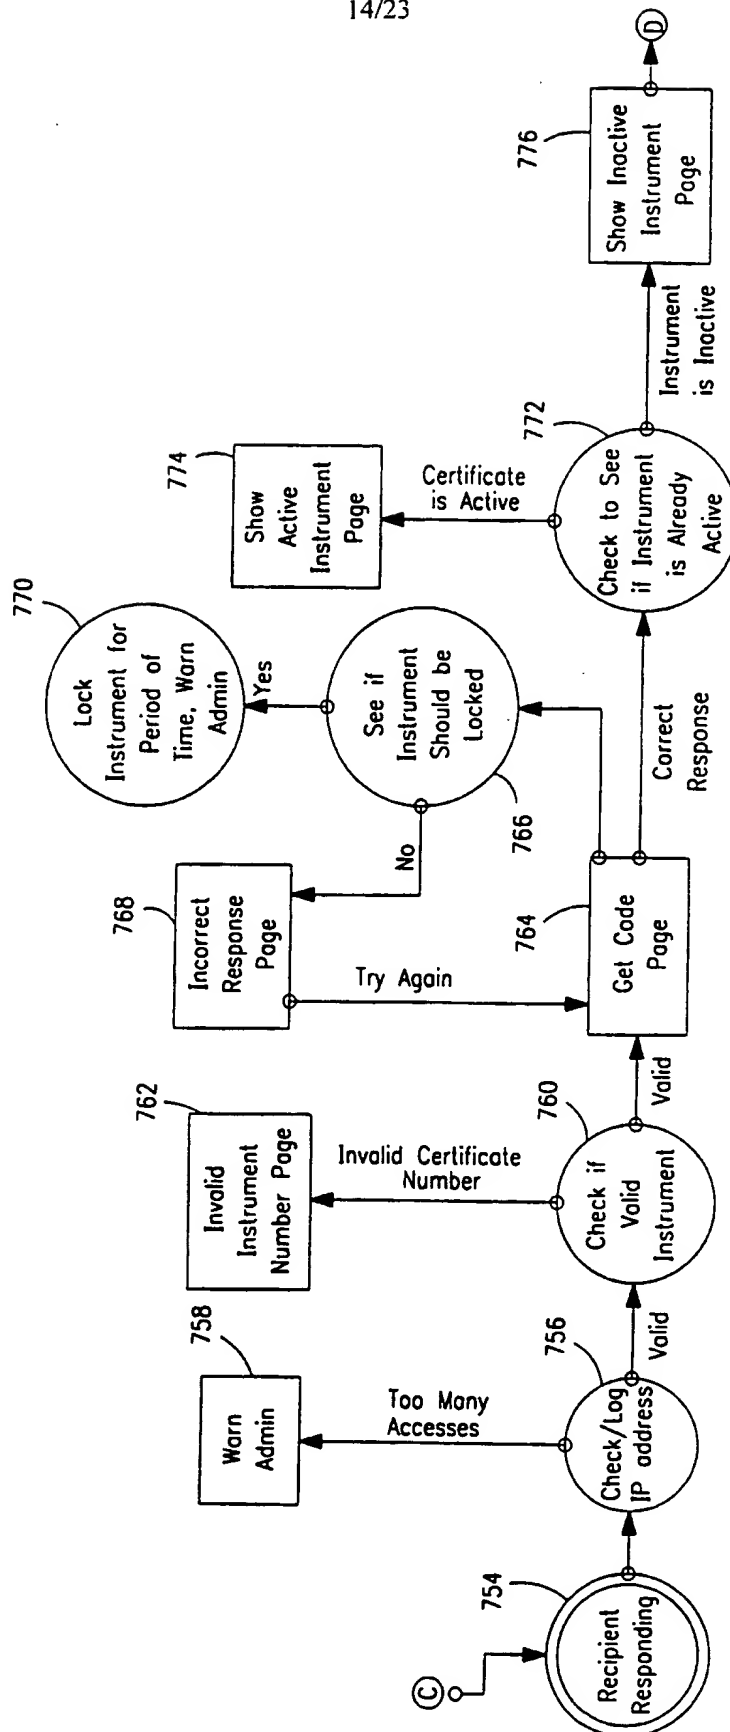 14/23
C
754
Recipient
Responding
756
Check/Log
IP address
Too Many
Accesses
758
Warn
Admin
Valid
760
Check if
Valid
Instrument
Invalid Certificate
Number
762
Invalid
Instrument
Number Page
Valid
764
Get Code
Page
Try Again
768
Incorrect
Response
Page
No
766
See if
Instrument
Should be
Locked
Yes
770
Lock
Instrument for
Period of
Time, Warn
Admin
Correct
Response
772
Check to See
if Instrument
is Already
Active
Certificate
is Active
774
Show
Active
Instrument
Page
Instrument
is Inactive
776
Show Inactive
Instrument
Page
D